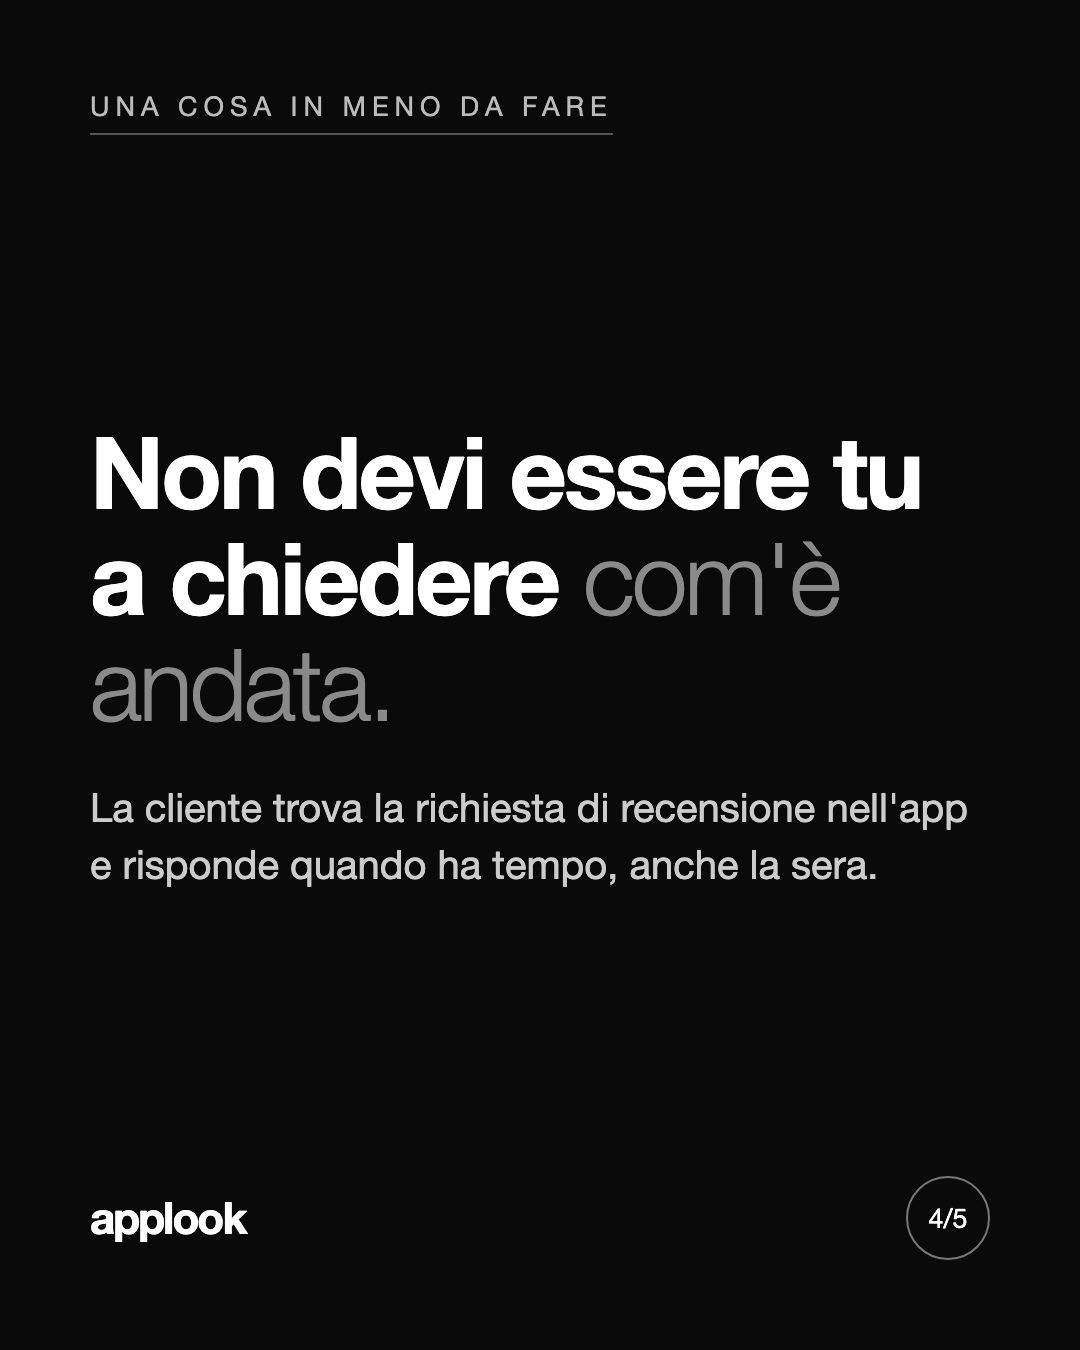 UNA COSA IN MENO DA FARE
Non devi essere tu
a chiedere com'è
andata.
La cliente trova la richiesta di recensione nell'app
e risponde quando ha tempo, anche la sera.
applook
4/5